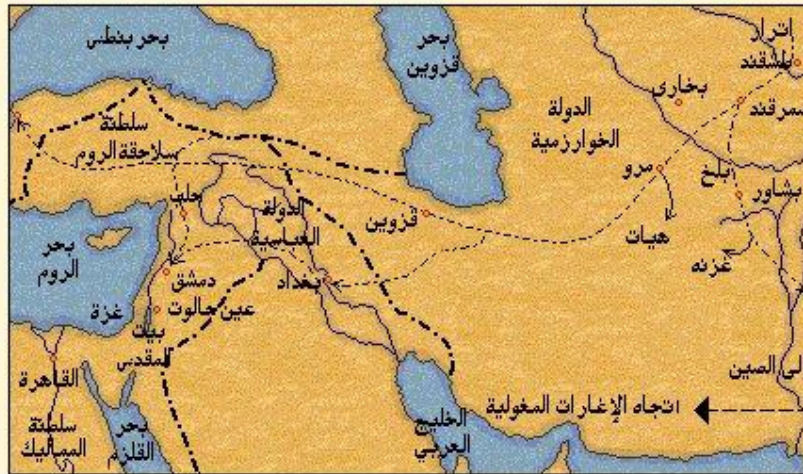 بحر بنطى
بحر
قزوين
اترار
طشقند
بخارى
سمرقند
الدولة
الخوارزمية
سلطنة
سلاجقة الروم
مرو
بلخ
بشاور
حلب
الدولة
العباسية
قزوين
هيات
غزنه
بحر
الروم
دمشق
بغداد
غزة
عين جالوت
بيت
المقدس
لى الصين
القاهرة
اتجاه الإغارات المغولية
سلطنة
المماليك
بحر
القلزم
الخليج
العربي